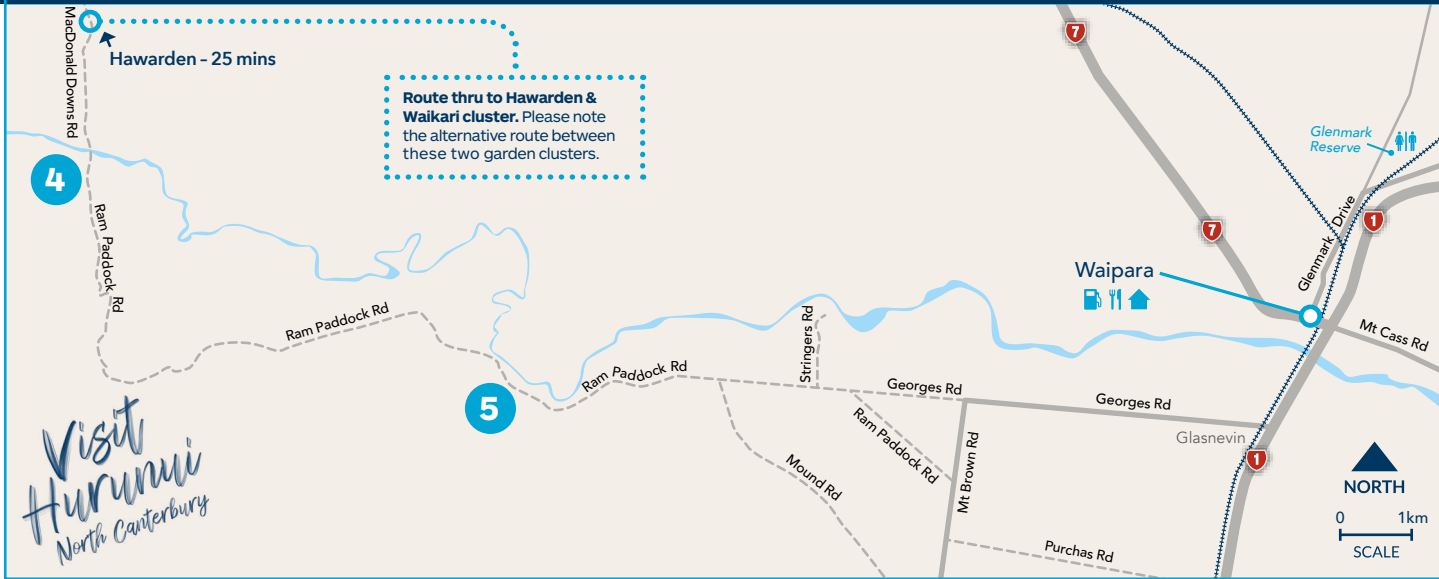 MacDonald Downs Rd
Hawarden – 25 mins
Route thru to Hawarden &
Waikari cluster. Please note
the alternative route between
these two garden clusters.
7
Glenmark
Reserve
4
Ram Paddock Rd
7
1
Glenmark Drive
Waipara
Ram Paddock Rd
Stringers Rd
Mt Cass Rd
5
Ram Paddock Rd
Georges Rd
Georges Rd
Ram Paddock Rd
Glasnevin
Mt Brown Rd
1
Mound Rd
Purchas Rd
Visit
Hurunui
North Canterbury
NORTH
0 1km
SCALE